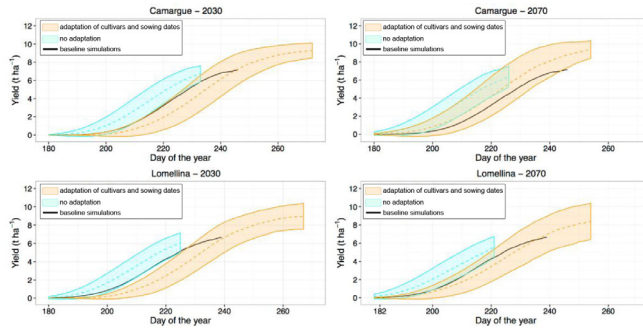 Camargue - 2030
Yield (t ha⁻¹)
12
10
8
6
4
2
0
adaptation of cultivars and sowing dates
no adaptation
baseline simulations
180
200
220
240
260
Day of the year
Camargue - 2070
Yield (t ha⁻¹)
12
10
8
6
4
2
0
adaptation of cultivars and sowing dates
no adaptation
baseline simulations
180
200
220
240
260
Day of the year
Lomellina - 2030
Yield (t ha⁻¹)
12
10
8
6
4
2
0
adaptation of cultivars and sowing dates
no adaptation
baseline simulations
180
200
220
240
260
Day of the year
Lomellina - 2070
Yield (t ha⁻¹)
12
10
8
6
4
2
0
adaptation of cultivars and sowing dates
no adaptation
baseline simulations
182
200
220
240
260
Day of the year